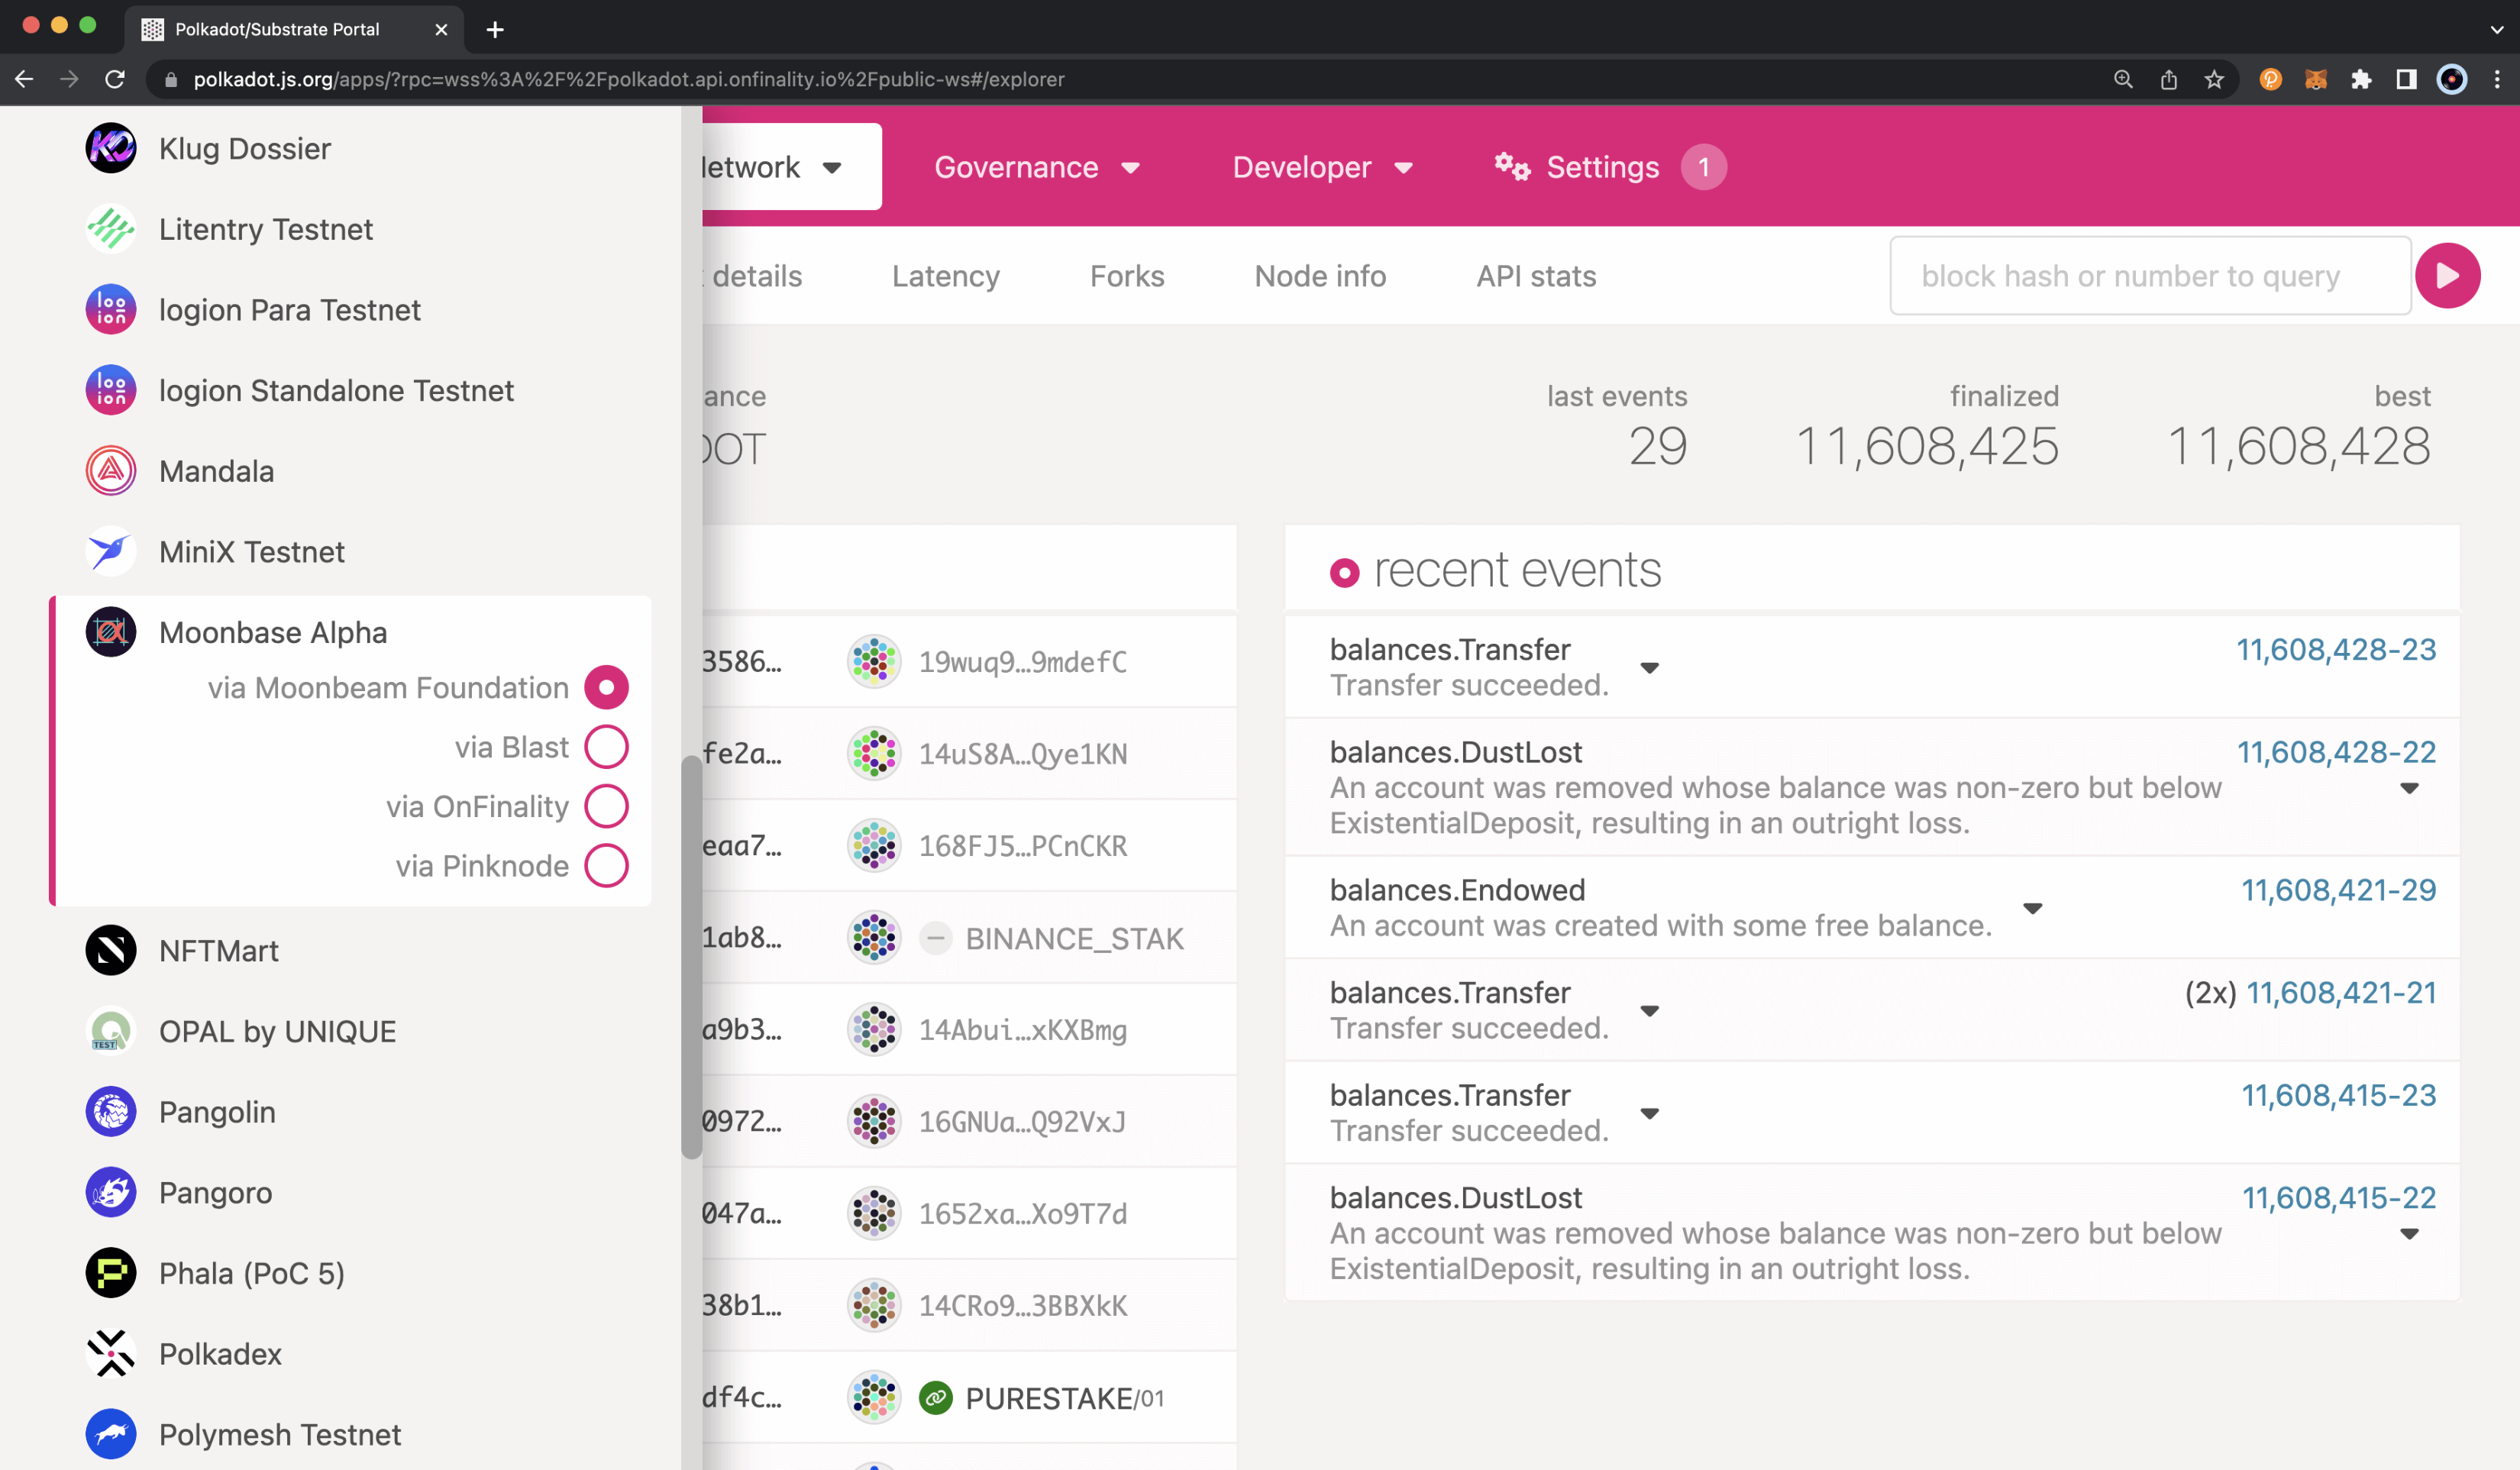 Polkadot/Substrate Portal
polkadot.js.org/apps/?rpc=wss%3A%2F%2Fpolkadot.api.onfinality.io%2Fpublic-ws#/explorer
Klug Dossier
Litentry Testnet
logion Para Testnet
logion Standalone Testnet
Mandala
MiniX Testnet
Moonbase Alpha
via Moonbeam Foundation
via Blast
via OnFinality
via Pinknode
NFTMart
TEST
OPAL by UNIQUE
Pangolin
Pangoro
Phala (PoC 5)
Polkadex
Polymesh Testnet
etwork
Governance
Developer
Settings 1
details
Latency
Forks
Node info
API stats
block hash or number to query
ance
DOT
last events
29
finalized
11,608,425
best
11,608,428
3586... 19wuq9...9mdefC
fe2a... 14uS8A...Qye1KN
eaa7... 168FJ5...PCnCKR
1ab8... BINANCE_STAK
a9b3... 14Abui...xKXBmg
0972... 16GNUa...Q92VxJ
047a... 1652xa...Xo9T7d
38b1... 14CRo9...3BBXkK
df4c... PURESTAKE/01
recent events
balances.Transfer 11,608,428-23
Transfer succeeded.
balances.DustLost 11,608,428-22
An account was removed whose balance was non-zero but below
ExistentialDeposit, resulting in an outright loss.
balances.Endowed 11,608,421-29
An account was created with some free balance.
balances.Transfer (2x) 11,608,421-21
Transfer succeeded.
balances.Transfer 11,608,415-23
Transfer succeeded.
balances.DustLost 11,608,415-22
An account was removed whose balance was non-zero but below
ExistentialDeposit, resulting in an outright loss.